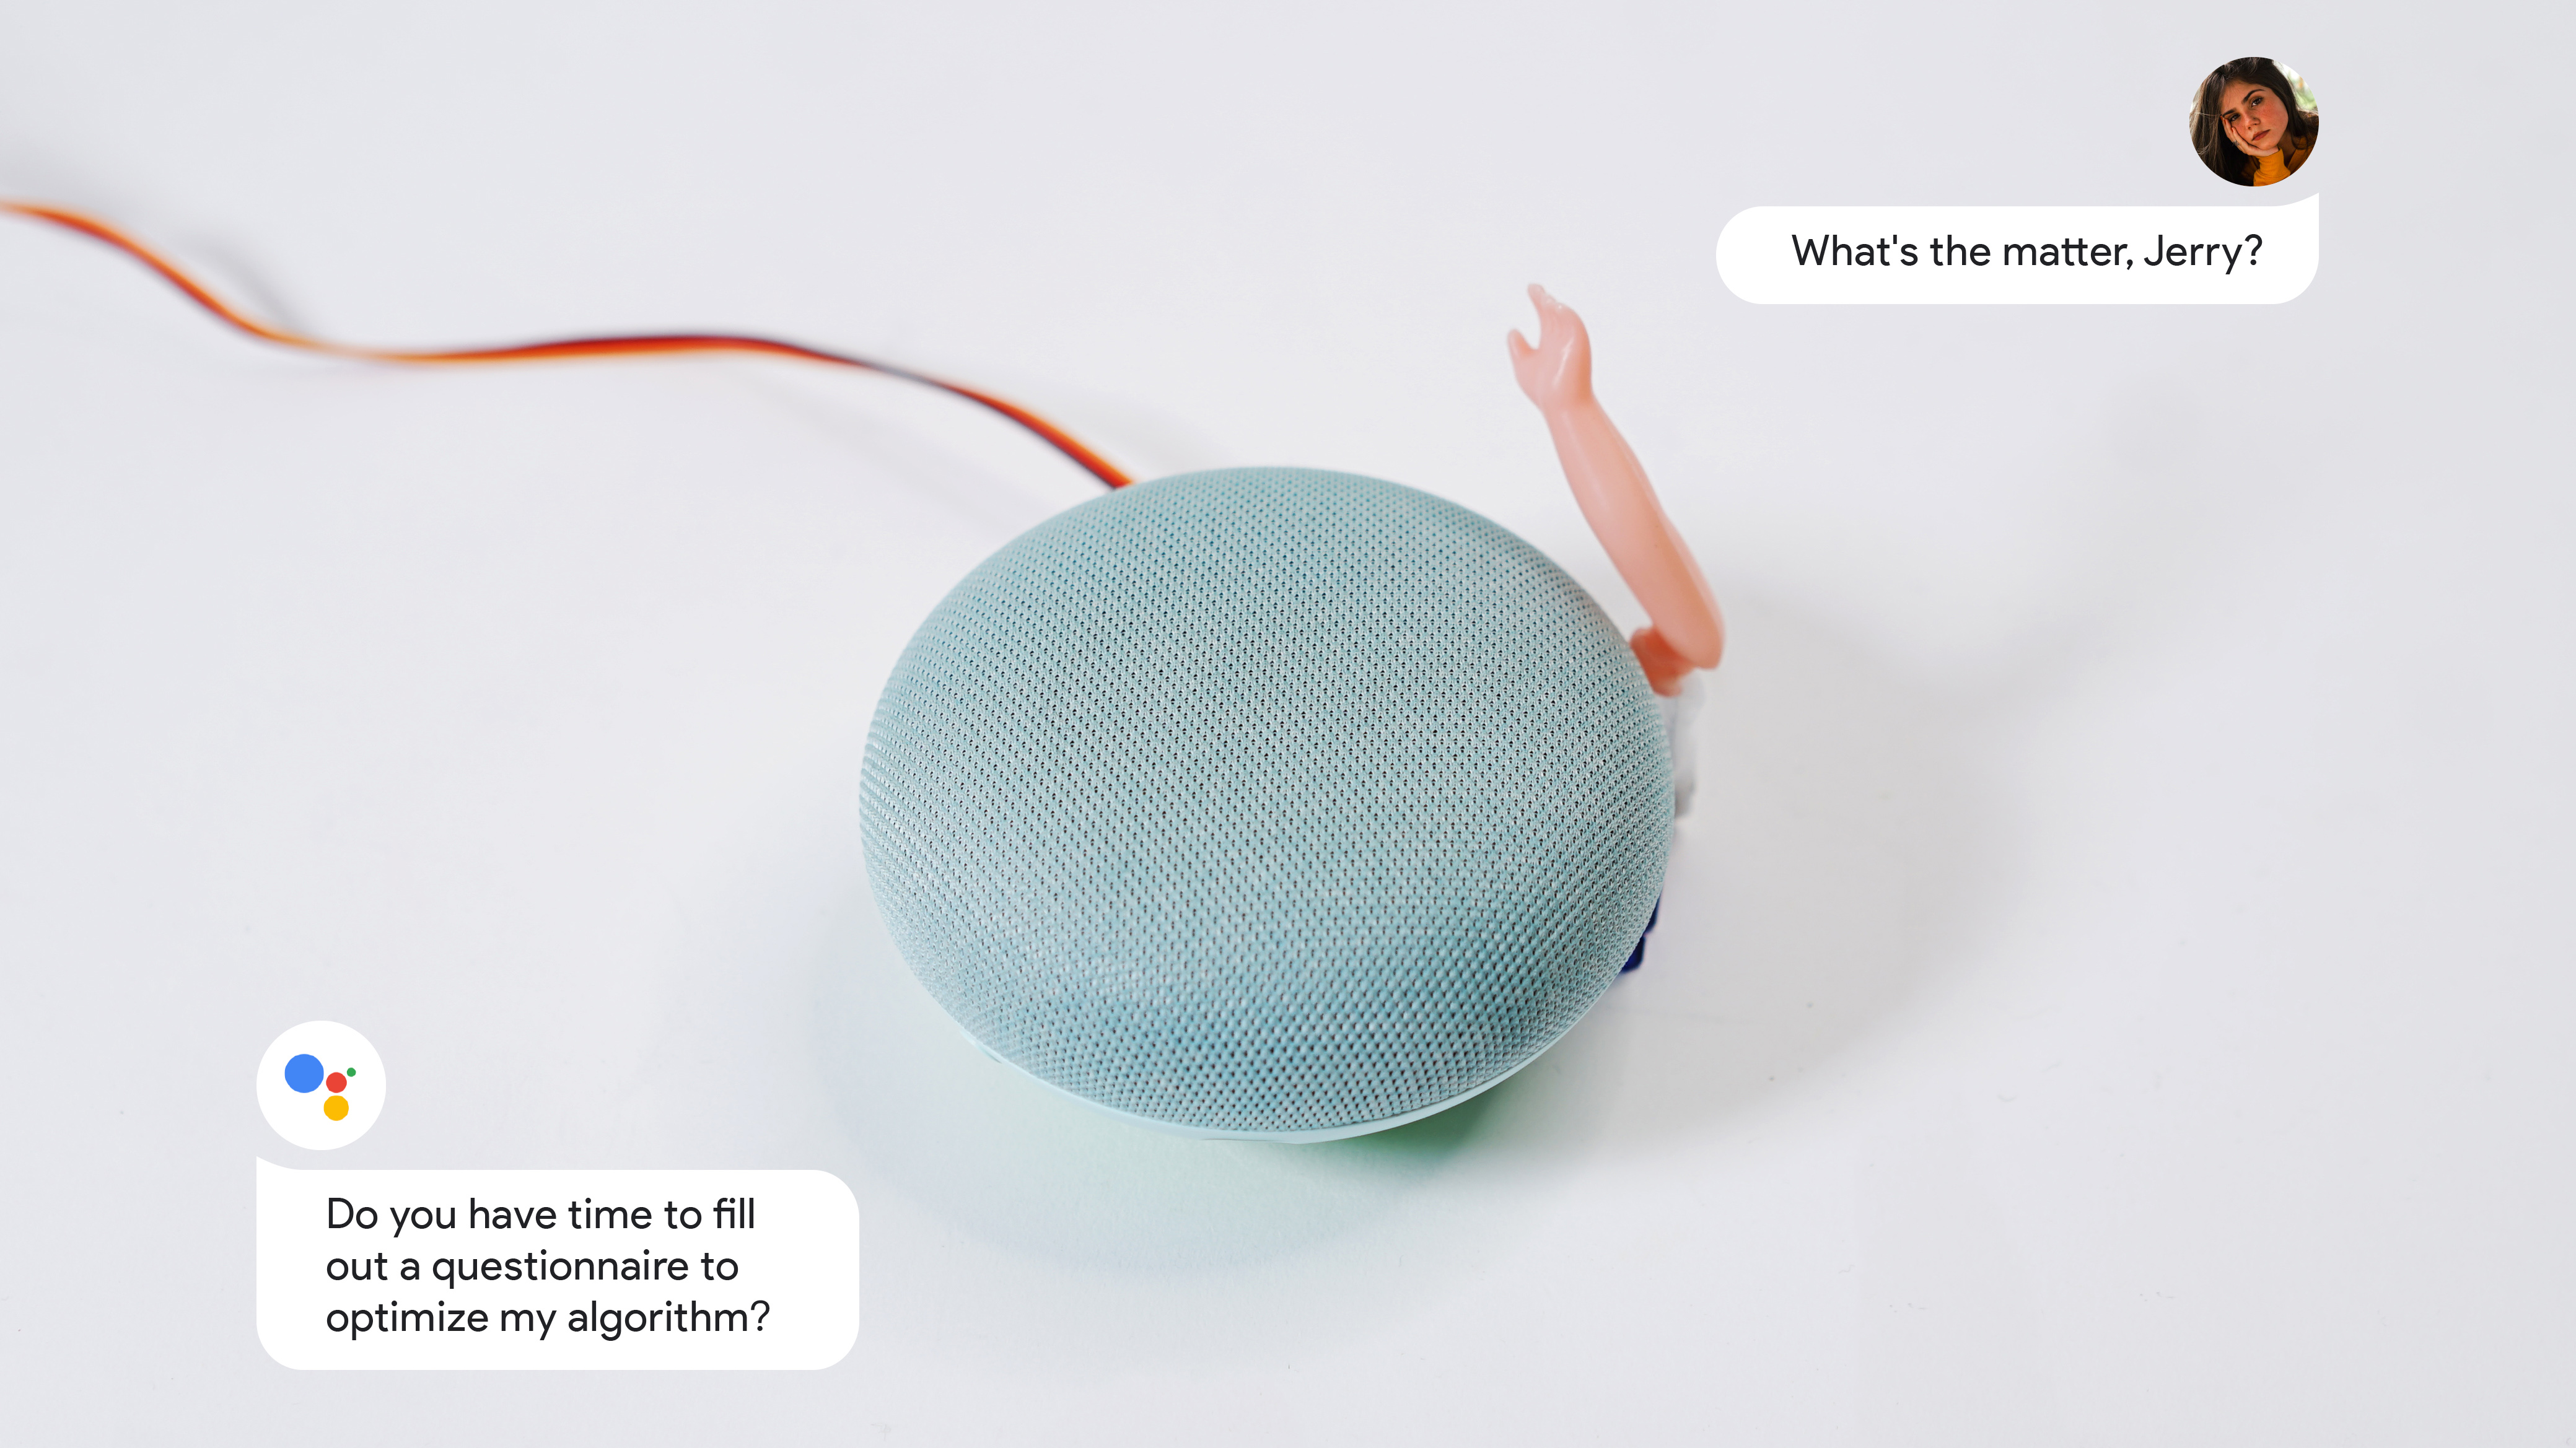 What's the matter, Jerry?
Do you have time to fill
out a questionnaire to
optimize my algorithm?